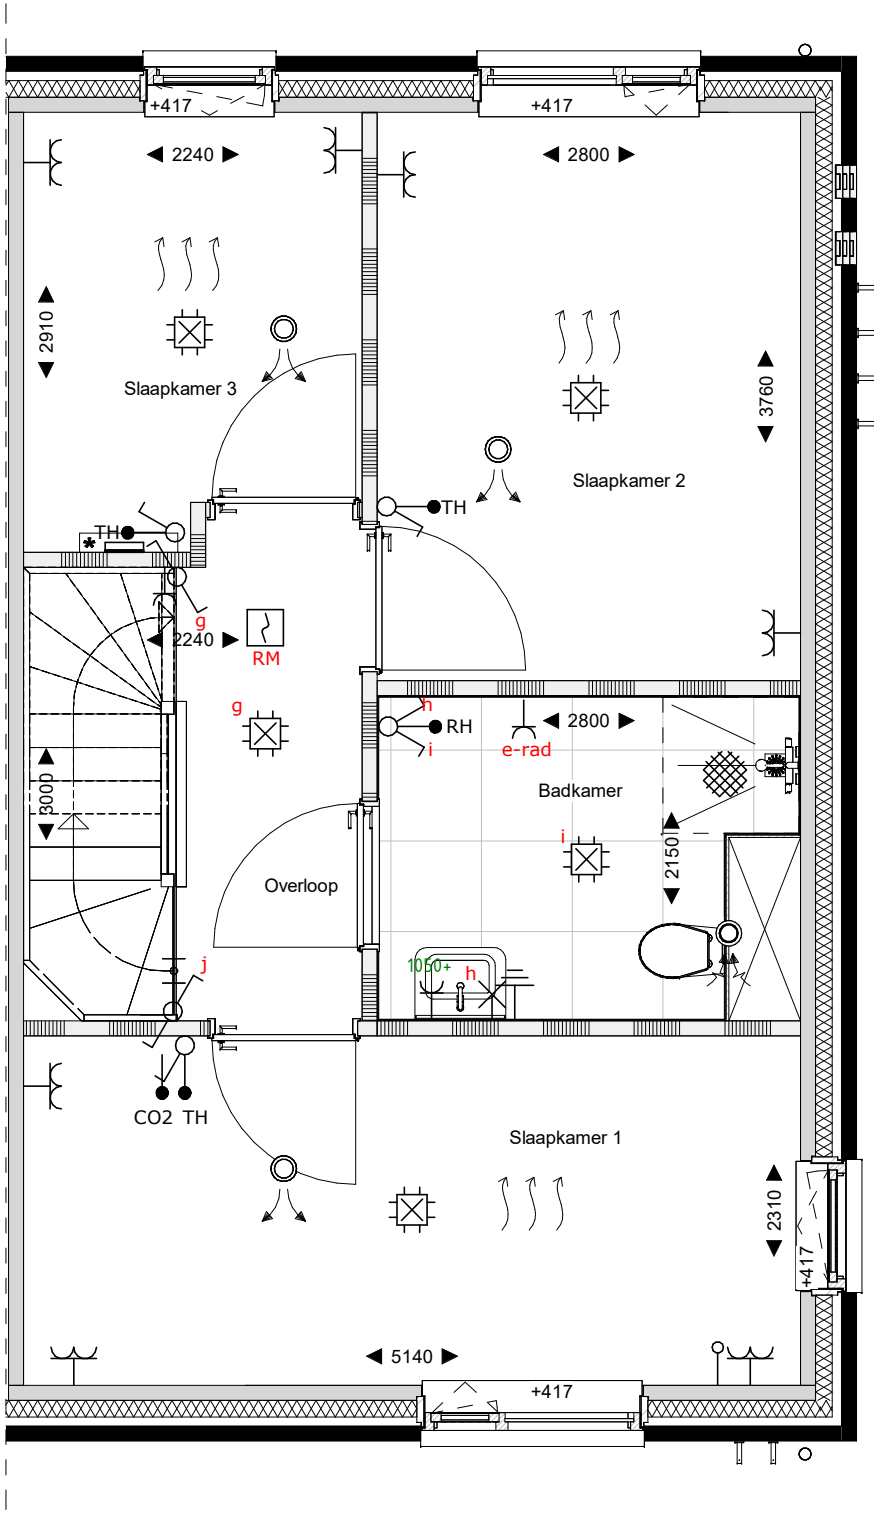 +417
+417
2240
2800
2910
3760
Slaapkamer 3
Slaapkamer 2
TH
TH
*
g
2240
RM
g
h
RH
i
e-rad
2800
3000
Badkamer
i
2150
Overloop
j
1050+
h
CO2 TH
Slaapkamer 1
2310
+417
5140
+417